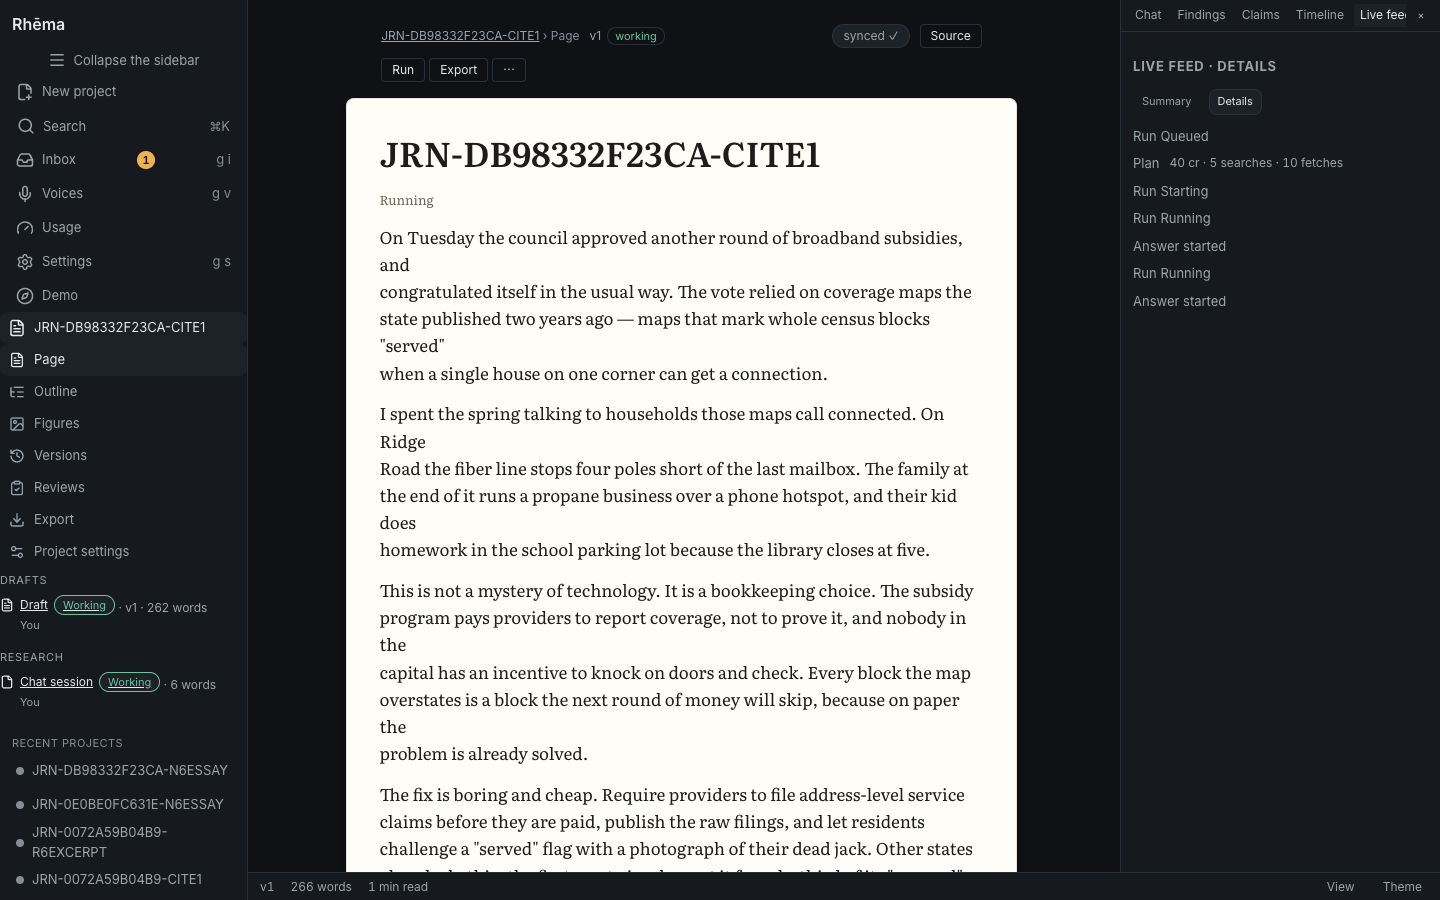 Rhēma
Collapse the sidebar
New project
Search ⌘K
Inbox 1 g i
Voices g v
Usage
Settings g s
Demo
JRN-DB98332F23CA-CITE1
Page
Outline
Figures
Versions
Reviews
Export
Project settings
DRAFTS
Draft Working · v1 · 262 words
You
RESEARCH
Chat session Working · 6 words
You
RECENT PROJECTS
JRN-DB98332F23CA-N6ESSAY
JRN-0E0BE0FC631E-N6ESSAY
JRN-0072A59B04B9-
R6EXCERPT
JRN-0072A59B04B9-CITE1
JRN-DB98332F23CA-CITE1 › Page v1 working
synced ✓ Source
Run Export ···
JRN-DB98332F23CA-CITE1
Running
On Tuesday the council approved another round of broadband subsidies,
and
congratulated itself in the usual way. The vote relied on coverage maps the
state published two years ago — maps that mark whole census blocks
"served"
when a single house on one corner can get a connection.
I spent the spring talking to households those maps call connected. On
Ridge
Road the fiber line stops four poles short of the last mailbox. The family at
the end of it runs a propane business over a phone hotspot, and their kid
does
homework in the school parking lot because the library closes at five.
This is not a mystery of technology. It is a bookkeeping choice. The subsidy
program pays providers to report coverage, not to prove it, and nobody in
the
capital has an incentive to knock on doors and check. Every block the map
overstates is a block the next round of money will skip, because on paper
the
problem is already solved.
The fix is boring and cheap. Require providers to file address-level service
claims before they are paid, publish the raw filings, and let residents
challenge a "served" flag with a photograph of their dead jack. Other states
v1 266 words 1 min read
View Theme
Chat Findings Claims Timeline Live fee ×
LIVE FEED · DETAILS
Summary Details
Run Queued
Plan 40 cr · 5 searches · 10 fetches
Run Starting
Run Running
Answer started
Run Running
Answer started